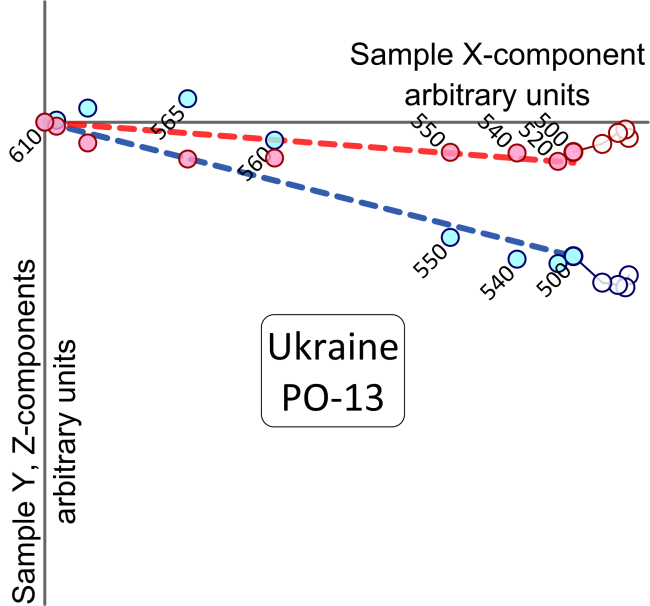 Sample X-component
arbitrary units
610
565
560
550
540
520
500
550
540
500
Ukraine
PO-13
Sample Y, Z-components
arbitrary units